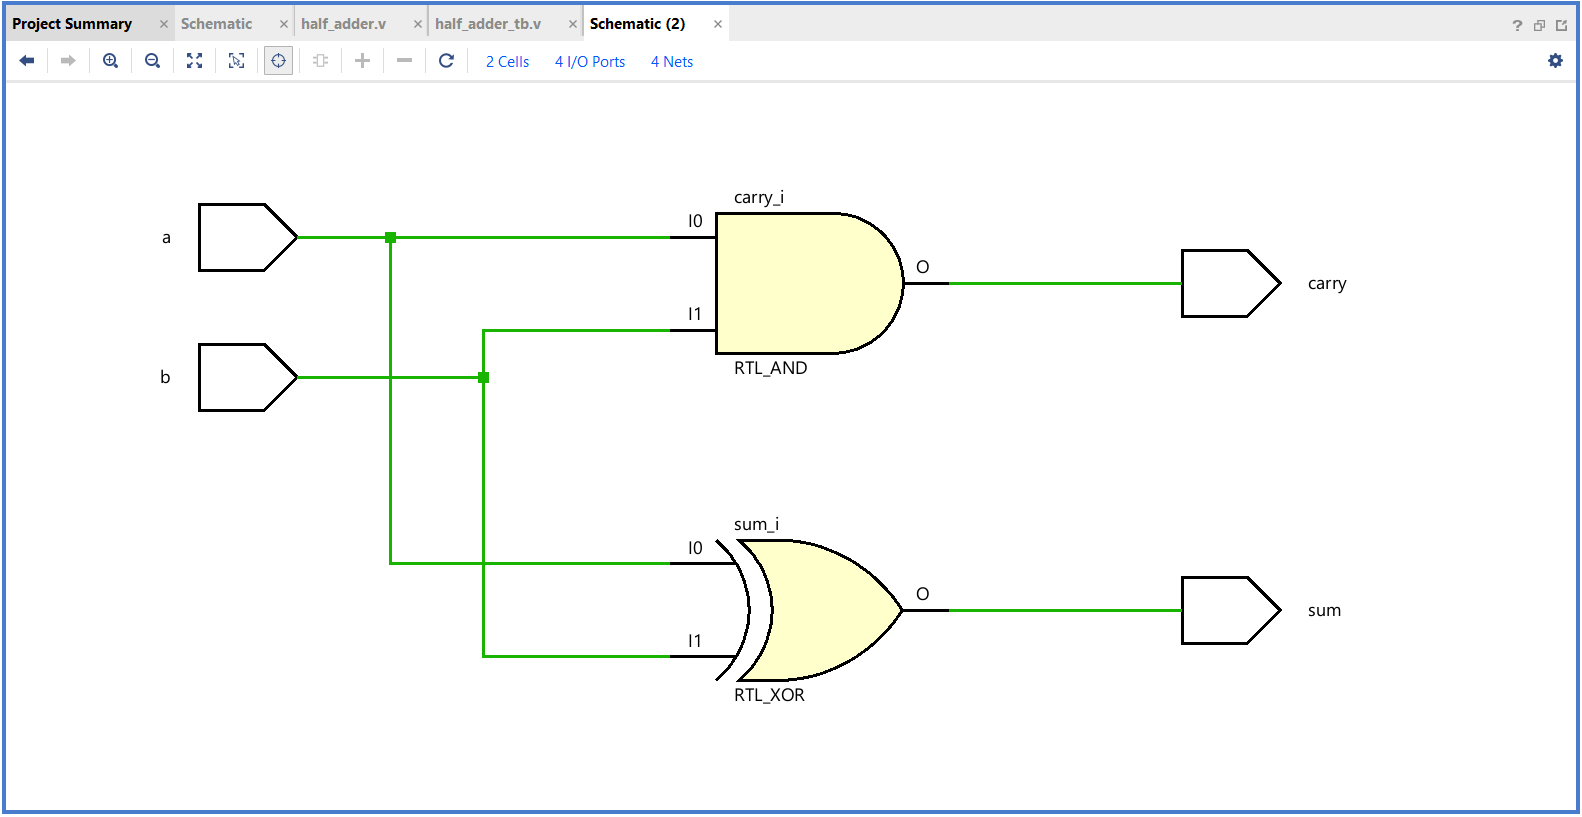 Project Summary × Schematic × half_adder.v × half_adder_tb.v × Schematic (2) × ?
2 Cells 4 I/O Ports 4 Nets
carry_i
I0
a
O
carry
I1
RTL_AND
b
sum_i
I0
O
sum
I1
RTL_XOR